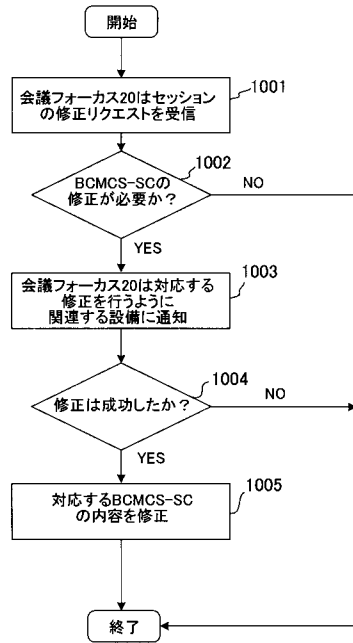 開始
1001
会議フォーカス20はセッション
の修正リクエストを受信
1002
BCMCS-SCの
修正が必要か？
NO
YES
会議フォーカス20は対応する
修正を行うように
関連する設備に通知
1003
1004
修正は成功したか？
NO
YES
1005
対応するBCMCS-SC
の内容を修正
終了